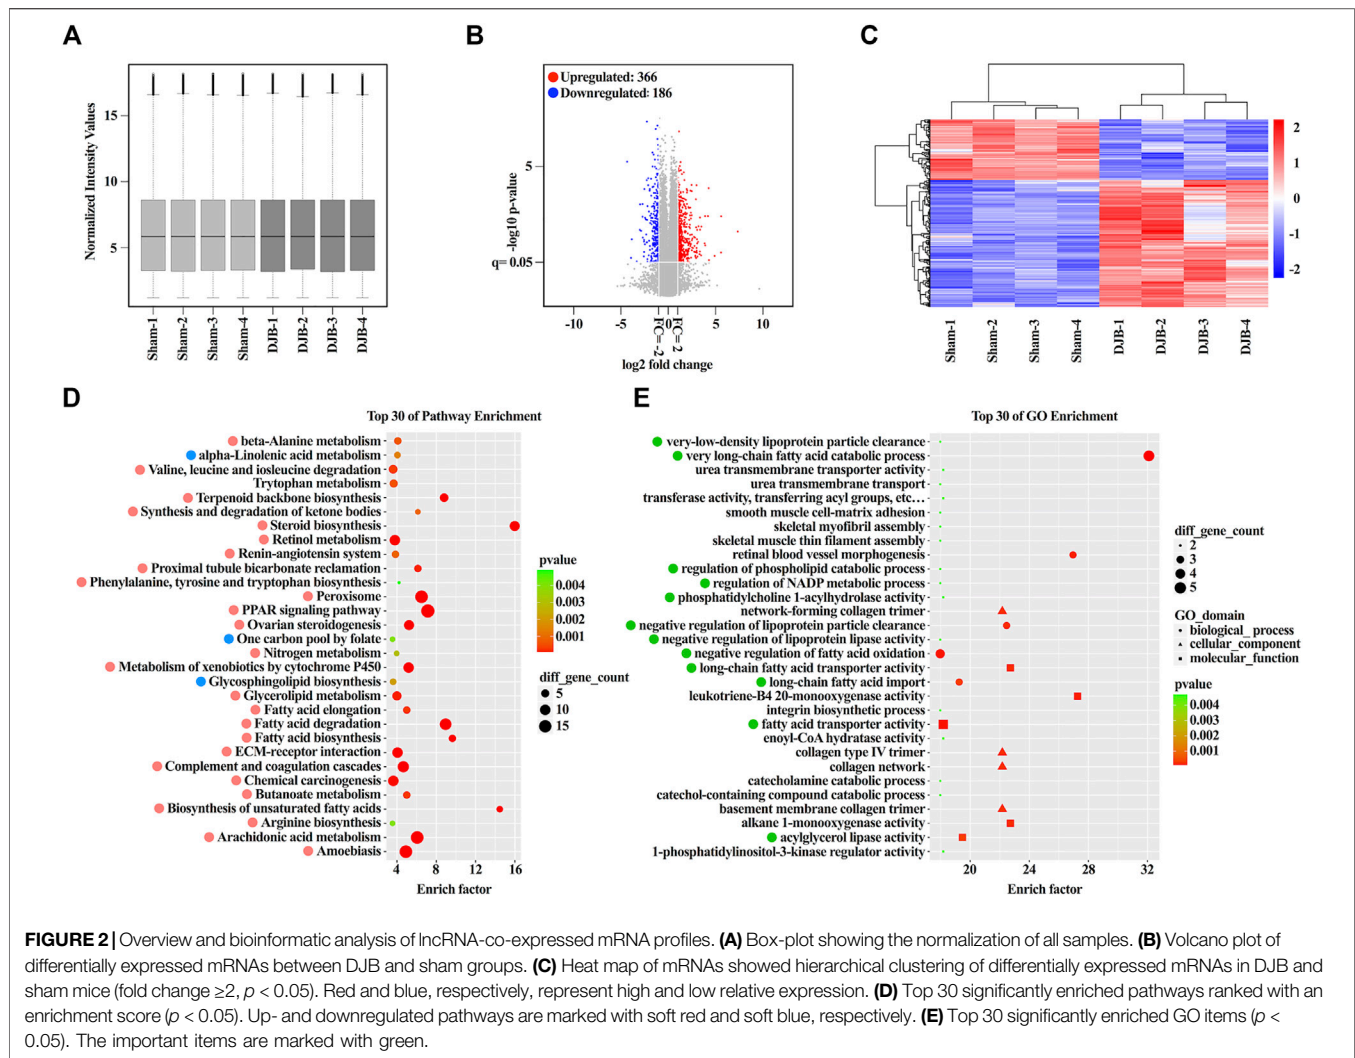 A
Normalized Intensity Values
15
10
5
Sham-1
Sham-2
Sham-3
Sham-4
DJB-1
DJB-2
DJB-3
DJB-4
B
Upregulated: 366
Downregulated: 186
-log10 p-value
5
q= 0.05
-10
-5
0
5
10
FC=-2
FC=2
log2 fold change
C
2
1
0
-1
-2
Sham-1
Sham-2
Sham-3
Sham-4
DJB-1
DJB-2
DJB-3
DJB-4
D
Top 30 of Pathway Enrichment
beta-Alanine metabolism
alpha-Linolenic acid metabolism
Valine, leucine and iosleucine degradation
Trytophan metabolism
Terpenoid backbone biosynthesis
Synthesis and degradation of ketone bodies
Steroid biosynthesis
Retinol metabolism
Renin-angiotensin system
Proximal tubule bicarbonate reclamation
Phenylalanine, tyrosine and tryptophan biosynthesis
Peroxisome
PPAR signaling pathway
Ovarian steroidogenesis
One carbon pool by folate
Nitrogen metabolism
Metabolism of xenobiotics by cytochrome P450
Glycosphingolipid biosynthesis
Glycerolipid metabolism
Fatty acid elongation
Fatty acid degradation
Fatty acid biosynthesis
ECM-receptor interaction
Complement and coagulation cascades
Chemical carcinogenesis
Butanoate metabolism
Biosynthesis of unsaturated fatty acids
Arginine biosynthesis
Arachidonic acid metabolism
Amoebiasis
4
8
12
16
Enrich factor
pvalue
0.004
0.003
0.002
0.001
diff_gene_count
5
10
15
E
Top 30 of GO Enrichment
very-low-density lipoprotein particle clearance
very long-chain fatty acid catabolic process
urea transmembrane transporter activity
urea transmembrane transport
transferase activity, transferring acyl groups, etc...
smooth muscle cell-matrix adhesion
skeletal myofibril assembly
skeletal muscle thin filament assembly
retinal blood vessel morphogenesis
regulation of phospholipid catabolic process
regulation of NADP metabolic process
phosphatidylcholine 1-acylhydrolase activity
network-forming collagen trimer
negative regulation of lipoprotein particle clearance
negative regulation of lipoprotein lipase activity
negative regulation of fatty acid oxidation
long-chain fatty acid transporter activity
long-chain fatty acid import
leukotriene-B4 20-monooxygenase activity
integrin biosynthetic process
fatty acid transporter activity
enoyl-CoA hydratase activity
collagen type IV trimer
collagen network
catecholamine catabolic process
catechol-containing compound catabolic process
basement membrane collagen trimer
alkane 1-monooxygenase activity
acylglycerol lipase activity
1-phosphatidylinositol-3-kinase regulator activity
20
24
28
32
Enrich factor
diff_gene_count
2
3
4
5
GO_domain
biological_ process
cellular_component
molecular_function
pvalue
0.004
0.003
0.002
0.001
FIGURE 2 | Overview and bioinformatic analysis of lncRNA-co-expressed mRNA profiles. (A) Box-plot showing the normalization of all samples. (B) Volcano plot of
differentially expressed mRNAs between DJB and sham groups. (C) Heat map of mRNAs showed hierarchical clustering of differentially expressed mRNAs in DJB and
sham mice (fold change ≥2, p < 0.05). Red and blue, respectively, represent high and low relative expression. (D) Top 30 significantly enriched pathways ranked with an
enrichment score (p < 0.05). Up- and downregulated pathways are marked with soft red and soft blue, respectively. (E) Top 30 significantly enriched GO items (p <
0.05). The important items are marked with green.